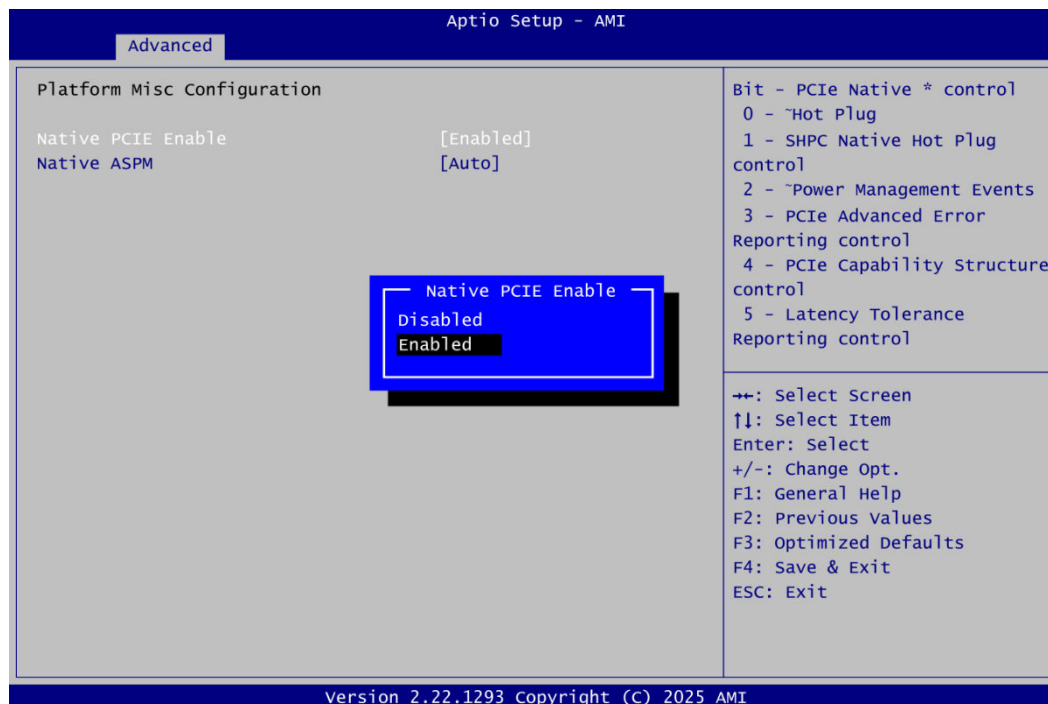 Aptio Setup - AMI
Advanced
Platform Misc Configuration
Native PCIE Enable [Enabled]
Native ASPM [Auto]
Native PCIE Enable
Disabled
Enabled
Bit - PCIe Native * control
0 - ~Hot Plug
1 - SHPC Native Hot Plug
control
2 - ~Power Management Events
3 - PCIe Advanced Error
Reporting control
4 - PCIe Capability Structure
control
5 - Latency Tolerance
Reporting control
→←: Select Screen
↑↓: Select Item
Enter: Select
+/-: Change Opt.
F1: General Help
F2: Previous Values
F3: Optimized Defaults
F4: Save & Exit
ESC: Exit
Version 2.22.1293 Copyright (C) 2025 AMI